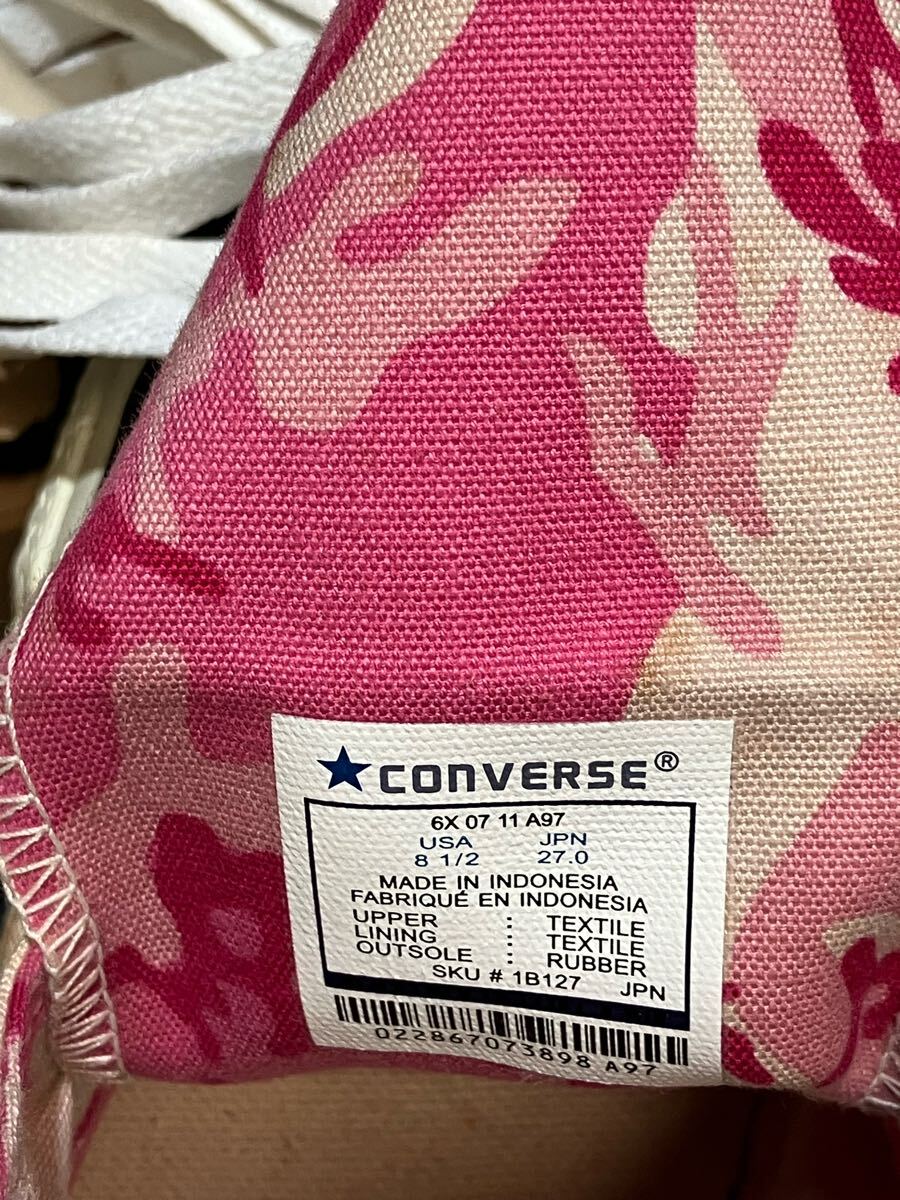 ★CONVERSE®
6X 07 11 A97
USA JPN
8 1/2 27.0
MADE IN INDONESIA
FABRIQUÉ EN INDONESIA
UPPER : TEXTILE
LINING : TEXTILE
OUTSOLE : RUBBER
SKU # 1B127 JPN
022867073898 A97